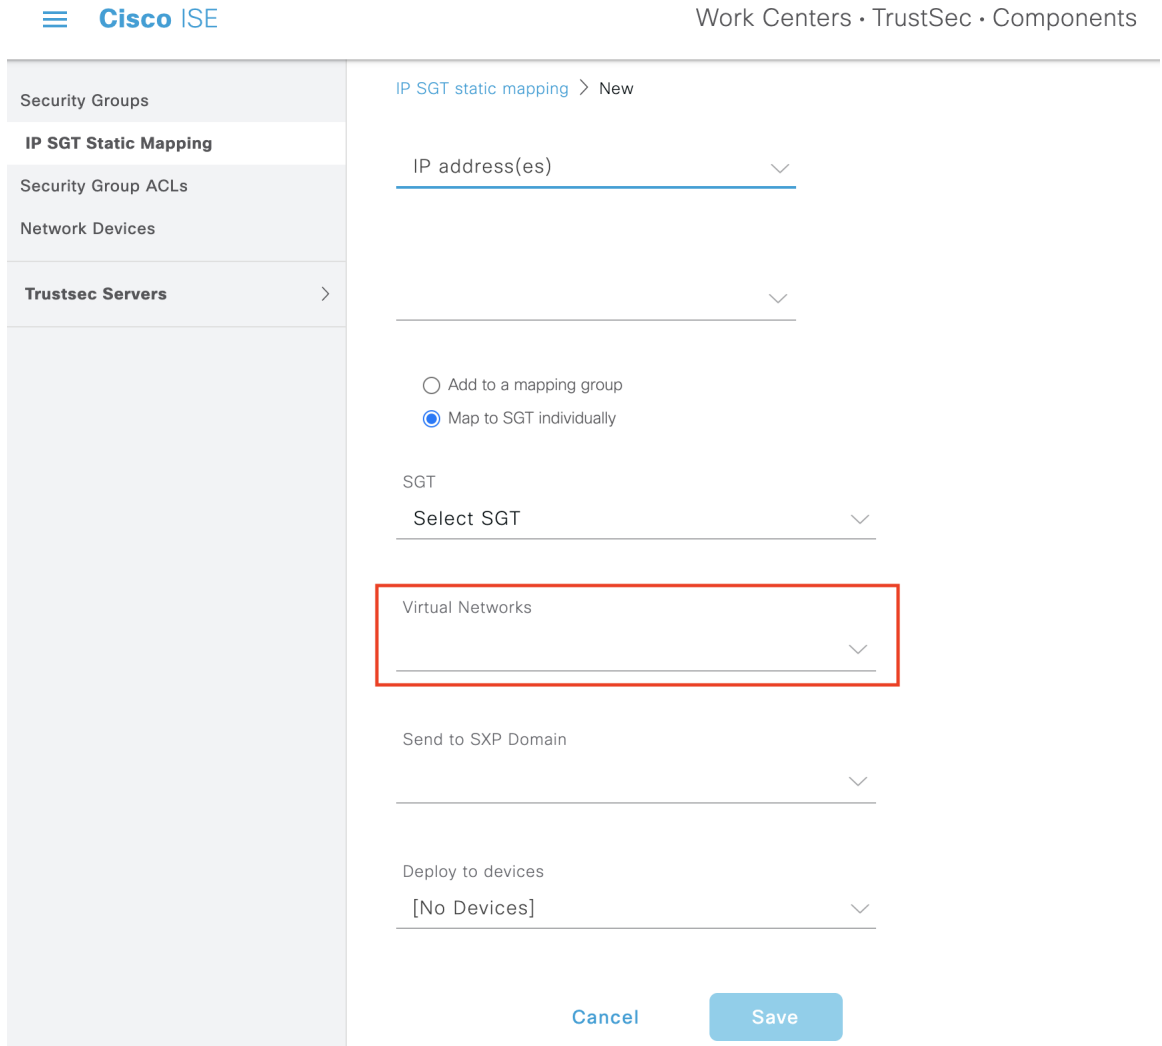 Cisco ISE
Work Centers · TrustSec · Components
Security Groups
IP SGT Static Mapping
Security Group ACLs
Network Devices
Trustsec Servers
IP SGT static mapping > New
IP address(es)
Add to a mapping group
Map to SGT individually
SGT
Select SGT
Virtual Networks
Send to SXP Domain
Deploy to devices
[No Devices]
Cancel
Save